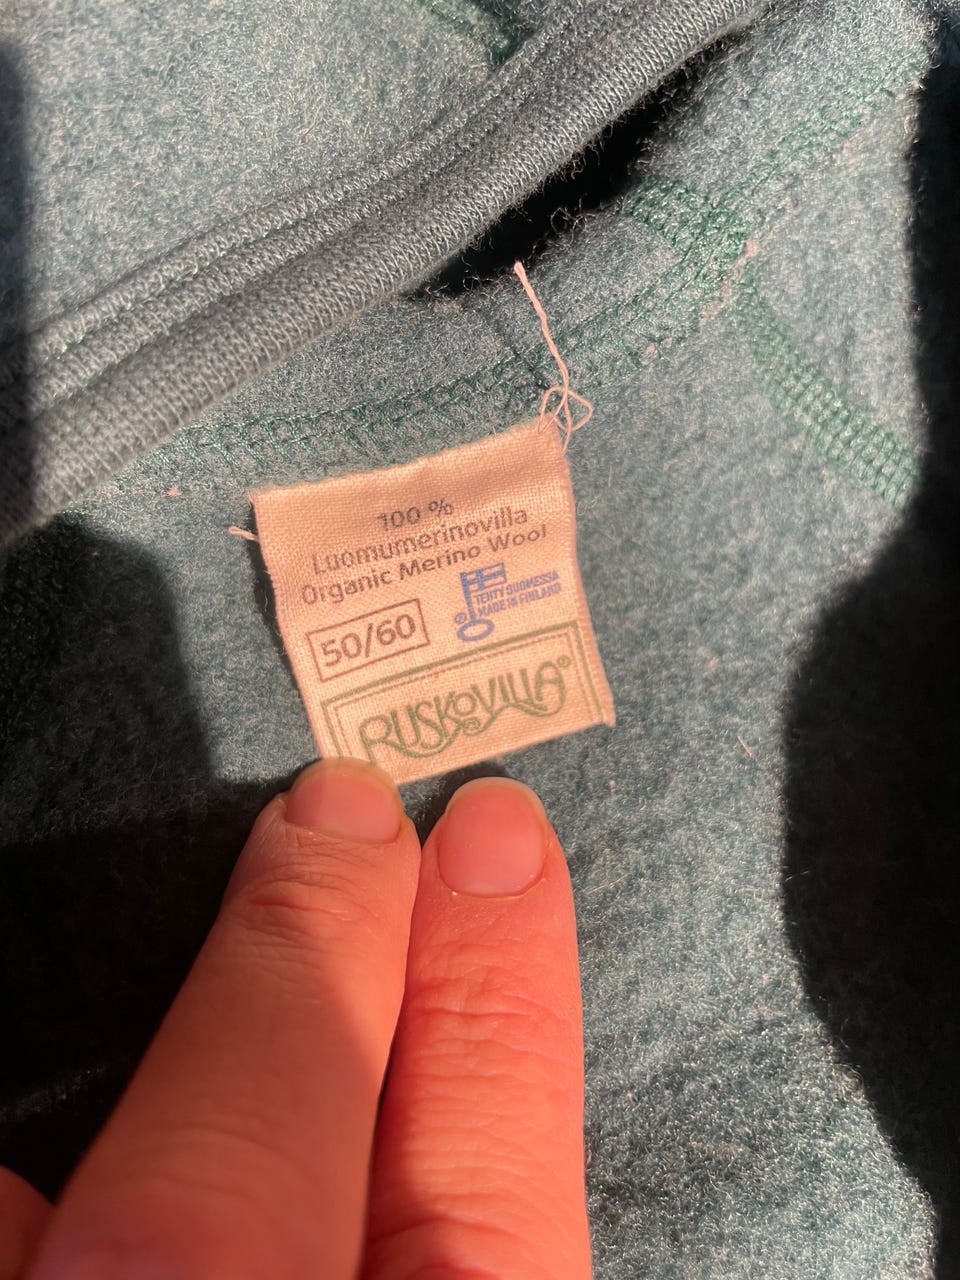 100 %
Luomumerinovilla
Organic Merino Wool
50/60
TEHTY SUOMESSA
MADE IN FINLAND
RUSKOVILLA®